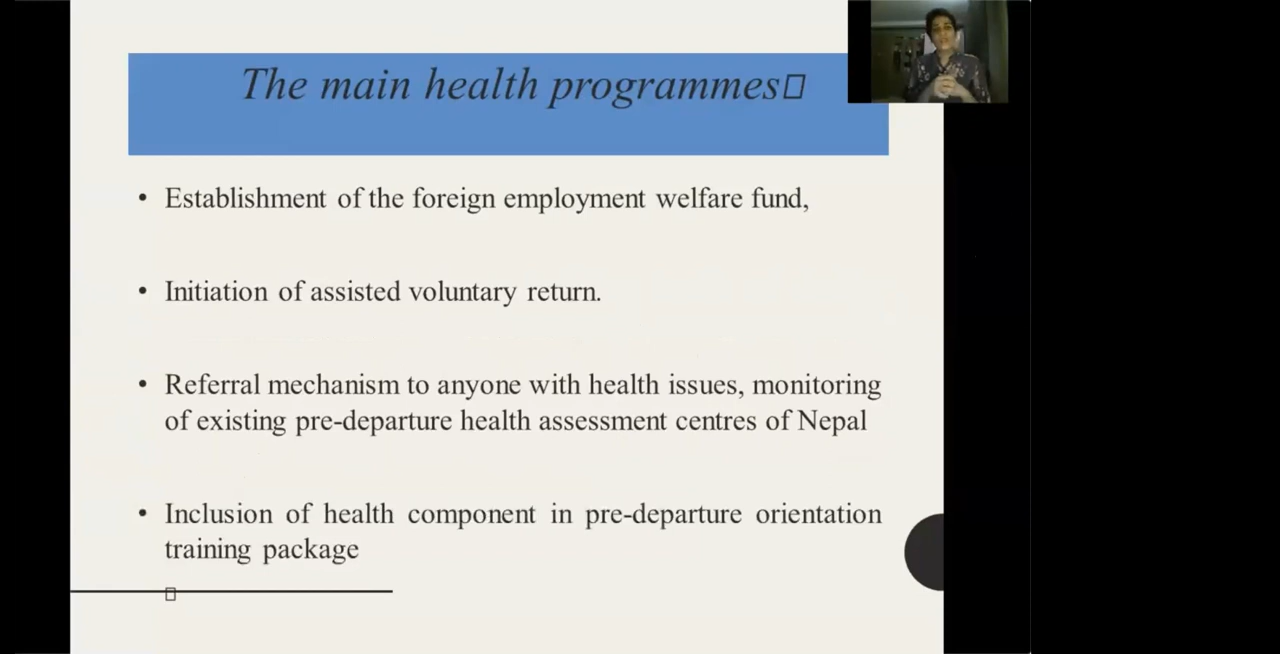 The main health programmes
• Establishment of the foreign employment welfare fund,
• Initiation of assisted voluntary return.
• Referral mechanism to anyone with health issues, monitoring
of existing pre-departure health assessment centres of Nepal
• Inclusion of health component in pre-departure orientation
training package